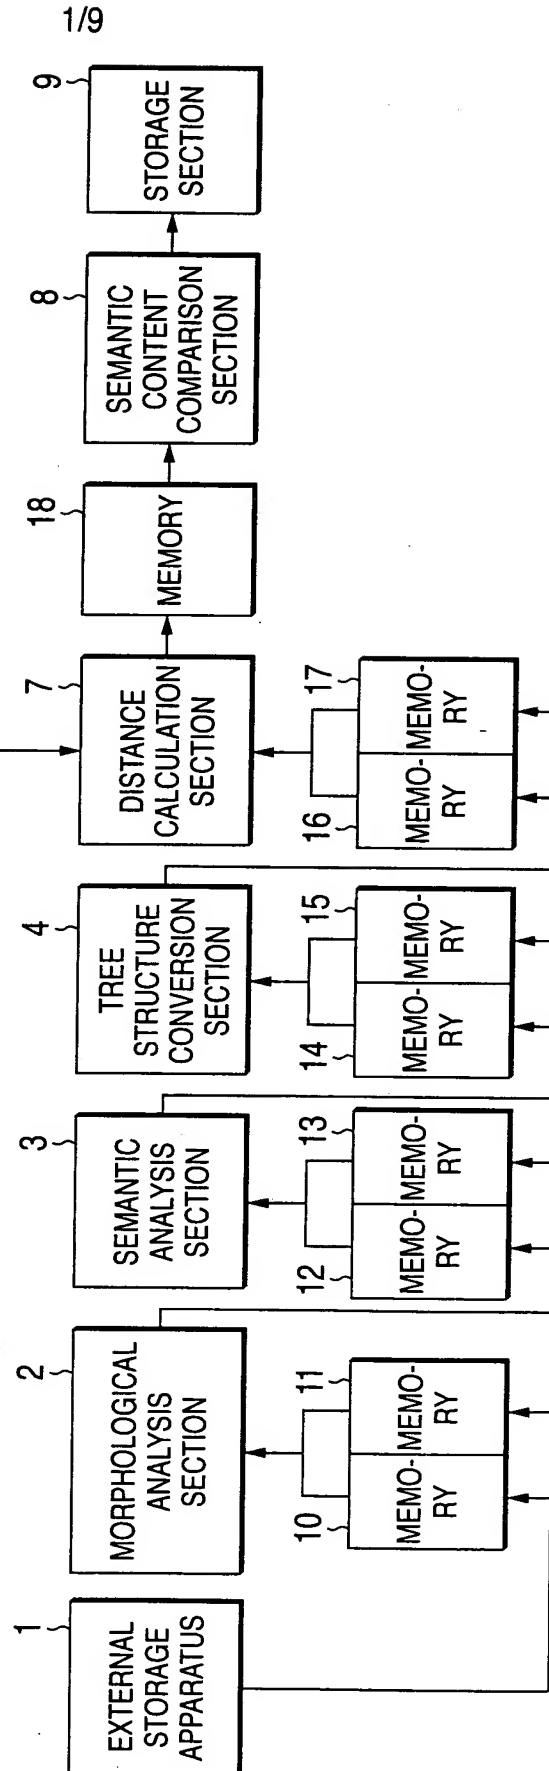 1/9
1
EXTERNAL
STORAGE
APPARATUS
2
MORPHOLOGICAL
ANALYSIS
SECTION
10
MEMO-
RY
11
MEMO-
RY
3
SEMANTIC
ANALYSIS
SECTION
12
MEMO-
RY
13
MEMO-
RY
4
TREE
STRUCTURE
CONVERSION
SECTION
14
MEMO-
RY
15
MEMO-
RY
7
DISTANCE
CALCULATION
SECTION
16
MEMO-
RY
17
MEMO-
RY
18
MEMORY
8
SEMANTIC
CONTENT
COMPARISON
SECTION
9
STORAGE
SECTION